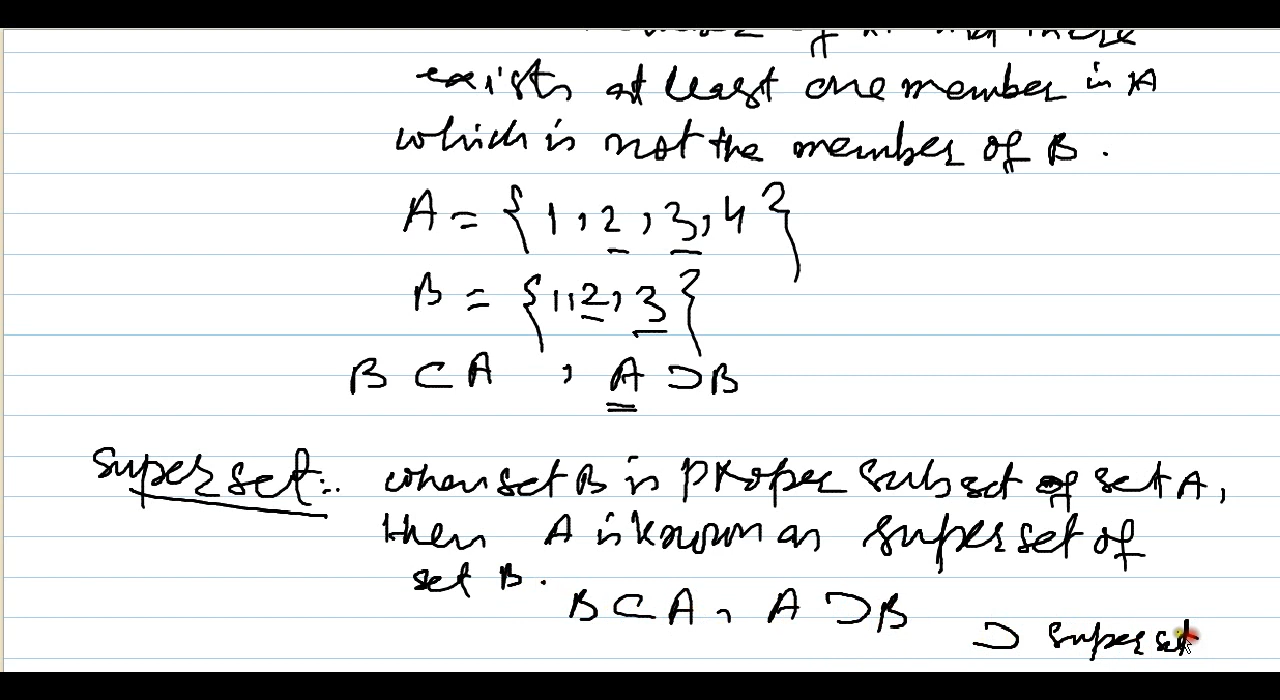 exists at least one member in A
which is not the member of B.
A = {1, 2, 3, 4}
B = {1, 2, 3}
B ⊂ A , A ⊃ B
Superset:- when set B is proper subset of set A,
then A is known as superset of
set B.
B ⊂ A, A ⊃ B
⊃ superset